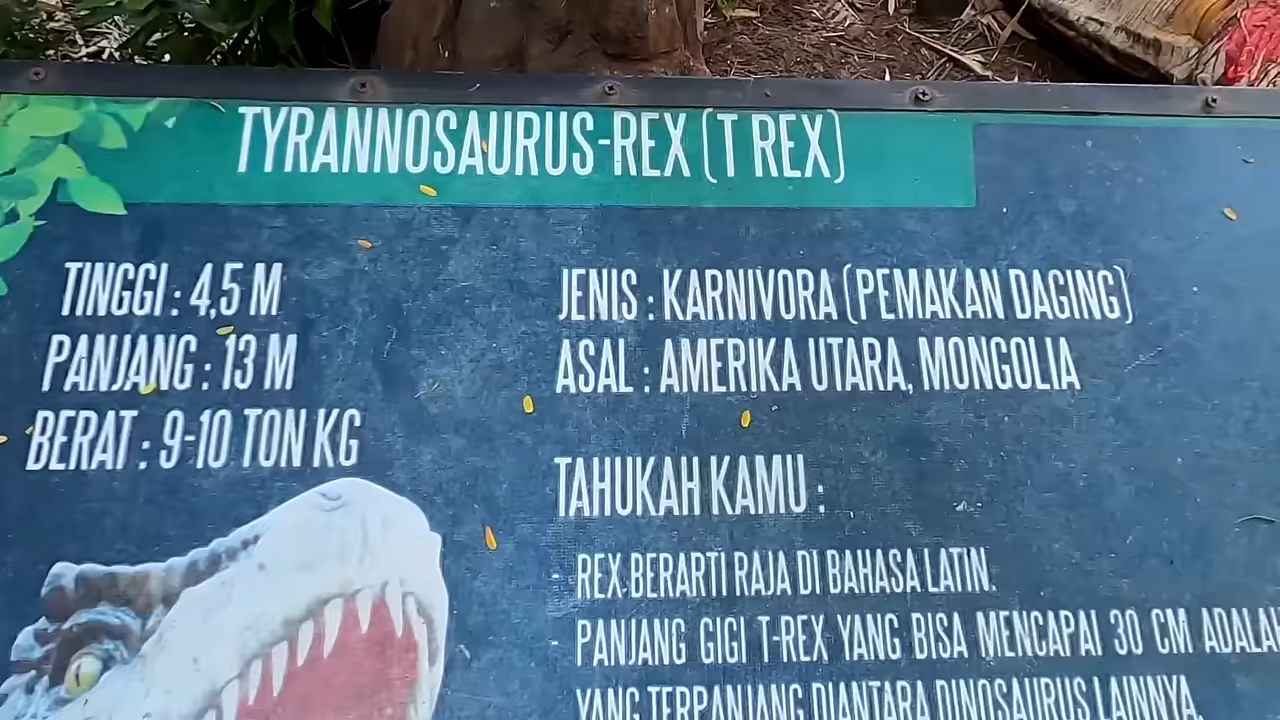 TYRANNOSAURUS-REX (T REX)
TINGGI : 4,5 M
PANJANG : 13 M
BERAT : 9-10 TON KG
JENIS : KARNIVORA (PEMAKAN DAGING)
ASAL : AMERIKA UTARA, MONGOLIA
TAHUKAH KAMU :
- REX BERARTI RAJA DI BAHASA LATIN.
- PANJANG GIGI T-REX YANG BISA MENCAPAI 30 CM ADALAH
YANG TERPANJANG DIANTARA DINOSAURUS LAINNYA.